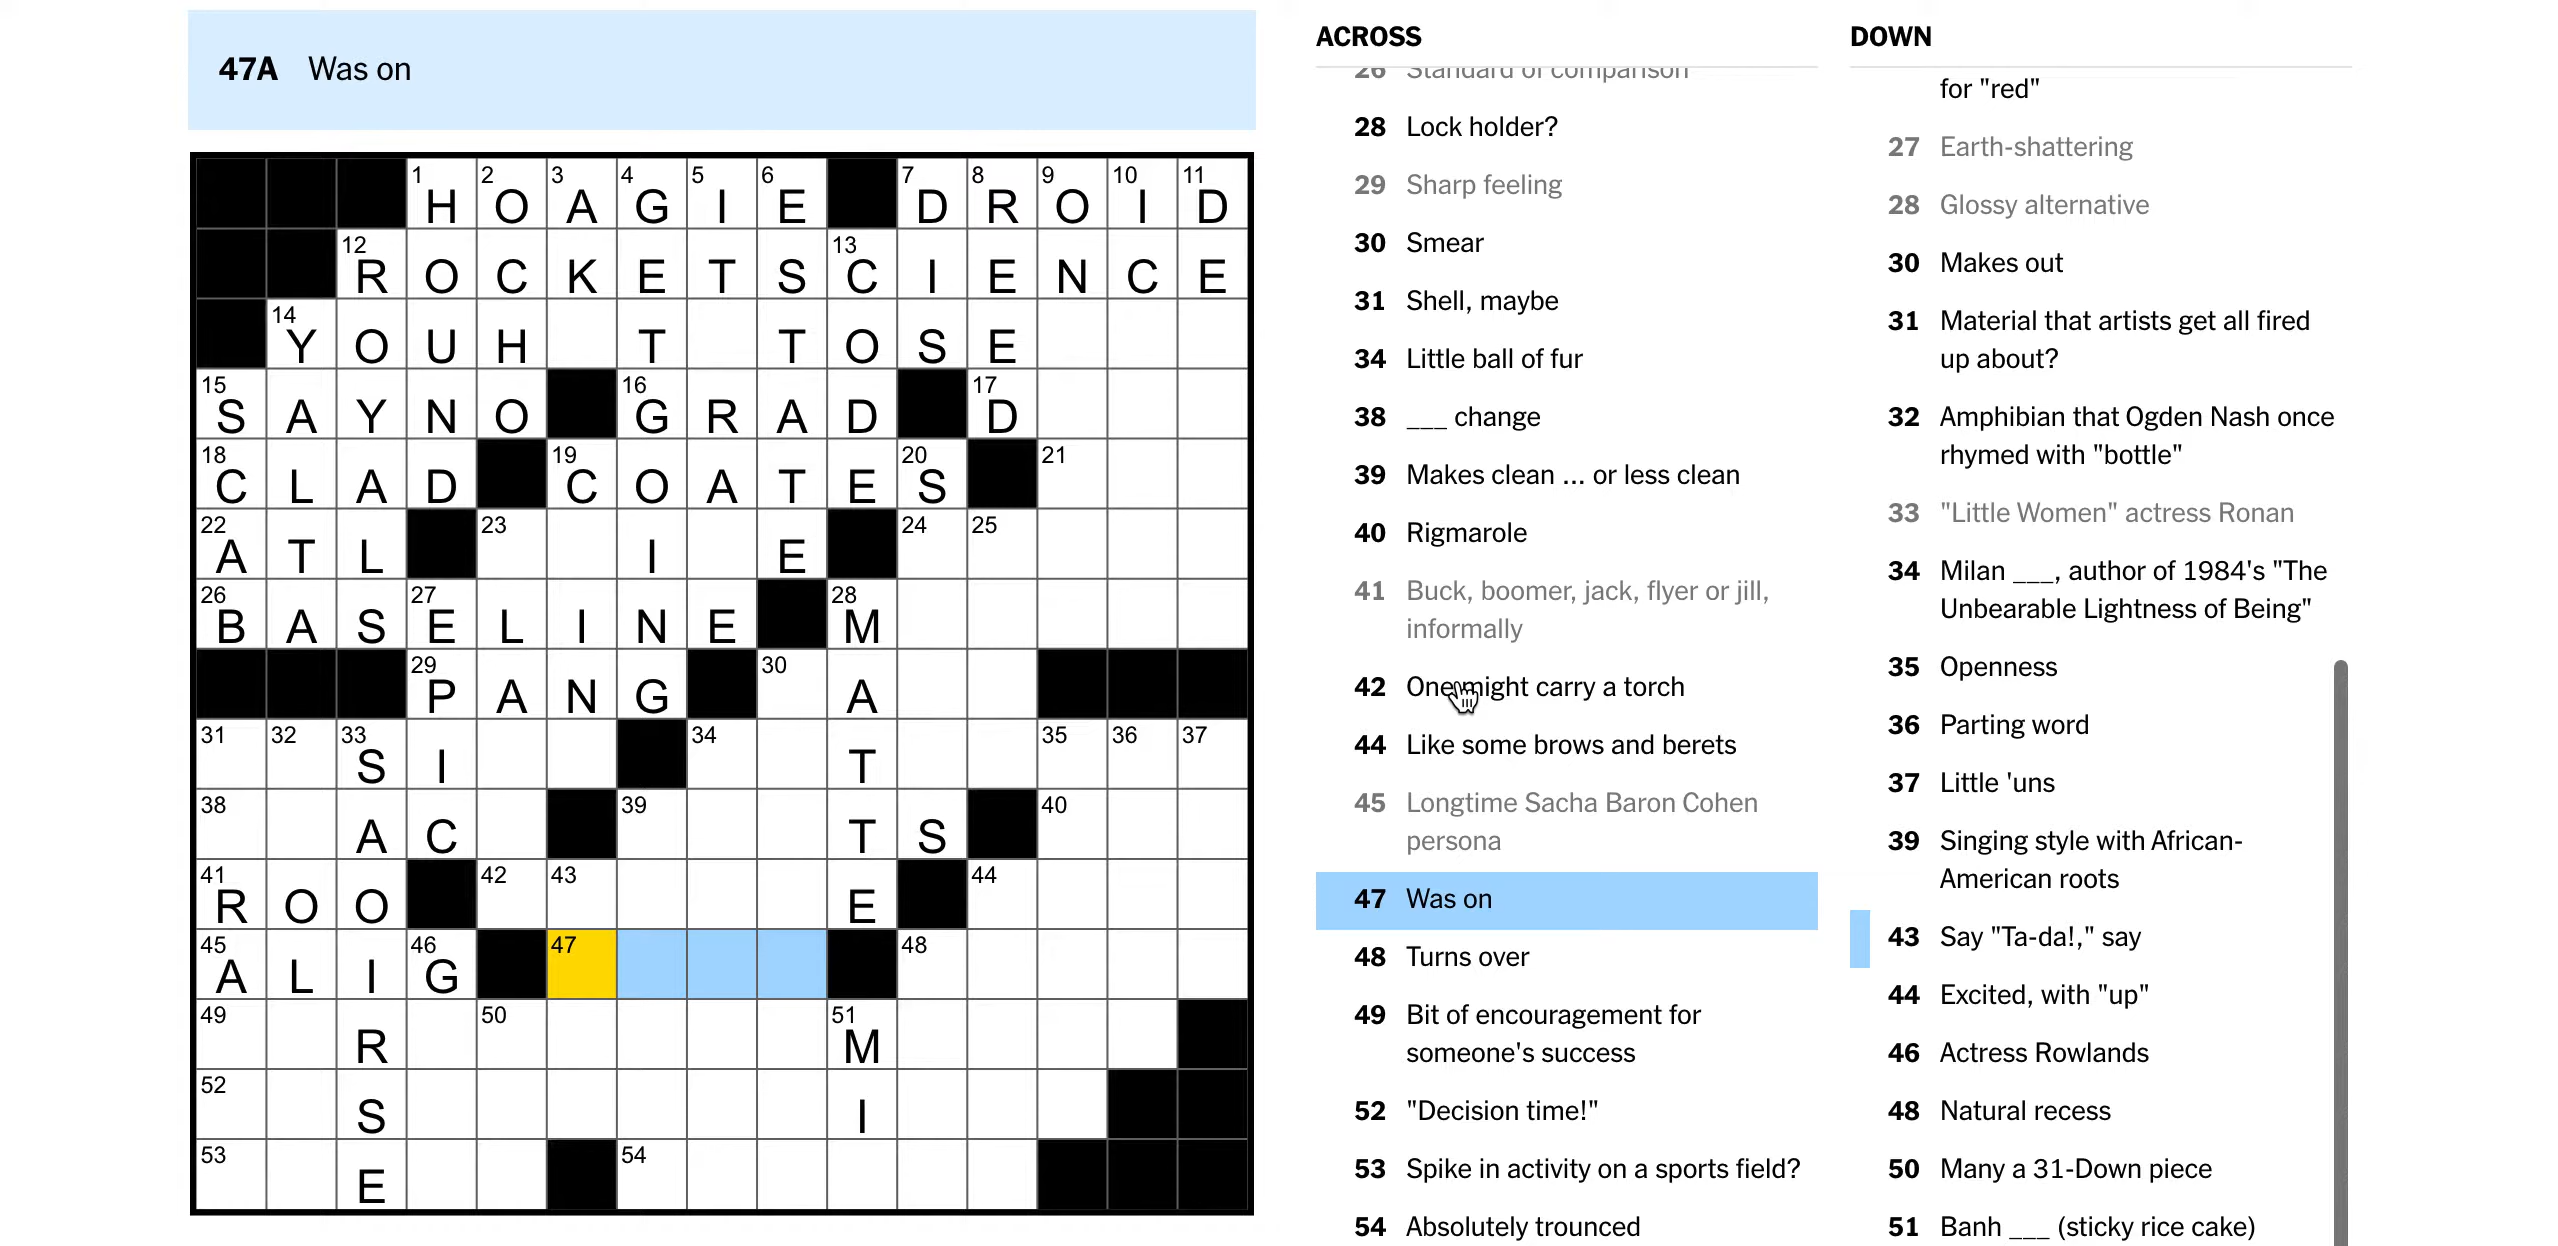 47A Was on
1 2 3 4 5 6 7 8 9 10 11
H O A G I E D R O I D
12 13
R O C K E T S C I E N C E
14
Y O U H T T O S E
15 16 17
S A Y N O G R A D D
18 19 20 21
C L A D C O A T E S
22 23 24 25
A T L I E
26 27 28
B A S E L I N E M
29 30
P A N G A
31 32 33 34 35 36 37
S I T
38 39 40
A C T S
41 42 43 44
R O O E
45 46 47 48
A L I G
49 50 51
R M
52
S I
53 54
E
ACROSS
26 Standard of comparison
28 Lock holder?
29 Sharp feeling
30 Smear
31 Shell, maybe
34 Little ball of fur
38 ___ change
39 Makes clean ... or less clean
40 Rigmarole
41 Buck, boomer, jack, flyer or jill,
informally
42 One might carry a torch
44 Like some brows and berets
45 Longtime Sacha Baron Cohen
persona
47 Was on
48 Turns over
49 Bit of encouragement for
someone's success
52 "Decision time!"
53 Spike in activity on a sports field?
54 Absolutely trounced
DOWN
for "red"
27 Earth-shattering
28 Glossy alternative
30 Makes out
31 Material that artists get all fired
up about?
32 Amphibian that Ogden Nash once
rhymed with "bottle"
33 "Little Women" actress Ronan
34 Milan ___, author of 1984's "The
Unbearable Lightness of Being"
35 Openness
36 Parting word
37 Little 'uns
39 Singing style with African-
American roots
43 Say "Ta-da!," say
44 Excited, with "up"
46 Actress Rowlands
48 Natural recess
50 Many a 31-Down piece
51 Banh ___ (sticky rice cake)